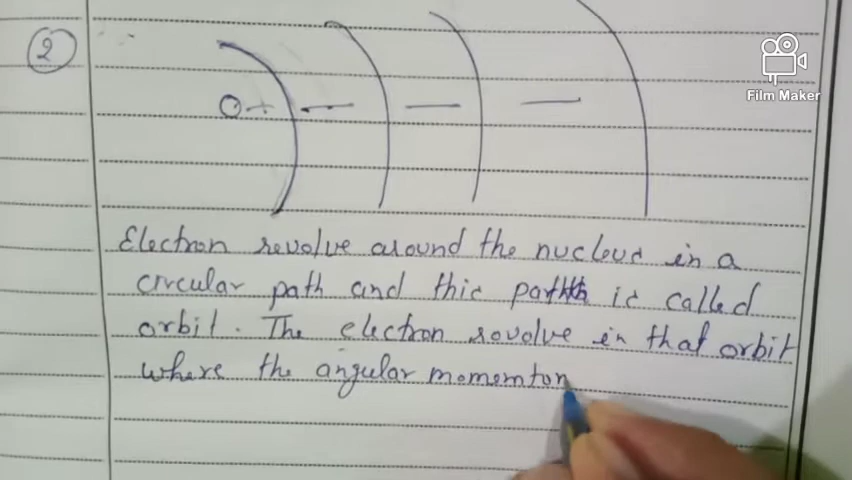 2
Film Maker
Electron revolve around the nucleus in a
circular path and this path is called
orbit. The electron revolve in that orbit
where the angular momemton